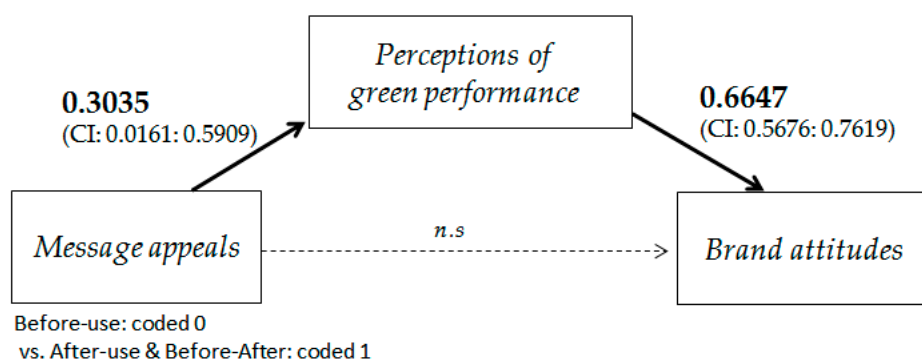 Perceptions of
green performance
0.3035
(CI: 0.0161: 0.5909)
0.6647
(CI: 0.5676: 0.7619)
Message appeals
n.s
Brand attitudes
Before-use: coded 0
vs. After-use & Before-After: coded 1